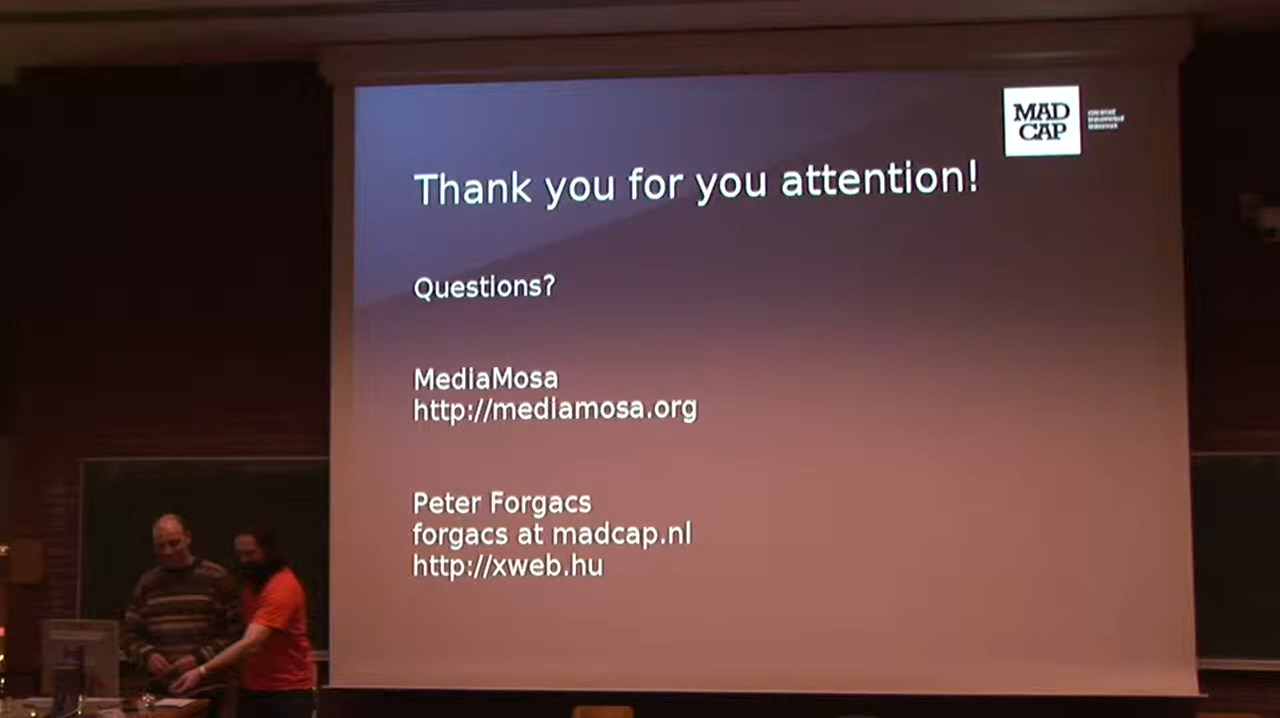 MAD
CAP
Thank you for you attention!
Questions?
MediaMosa
http://mediamosa.org
Peter Forgacs
forgacs at madcap.nl
http://xweb.hu